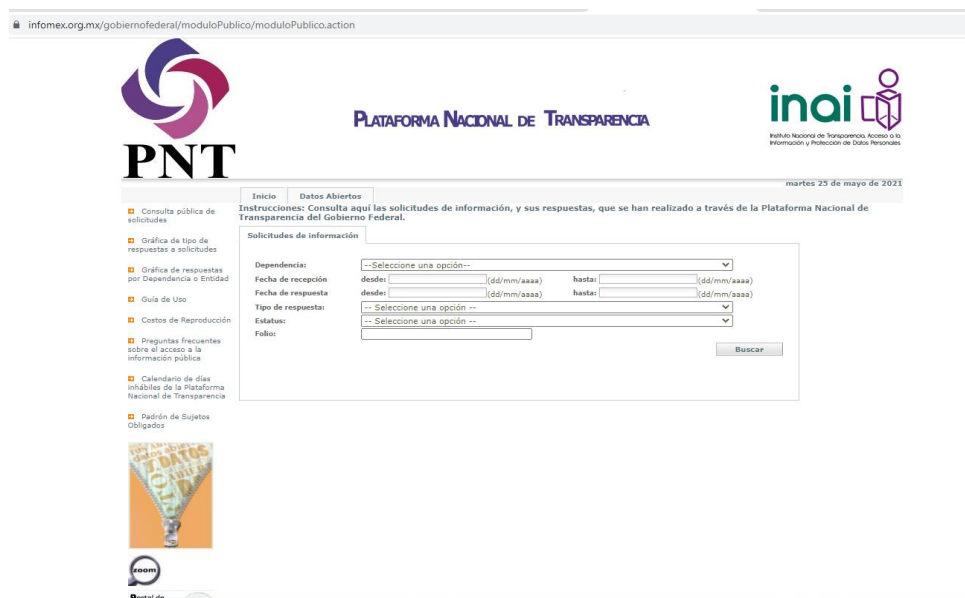 infomex.org.mx/gobiernofederal/moduloPublico/moduloPublico.action
PNT
PLATAFORMA NACIONAL DE TRANSPARENCIA
inai
Instituto Nacional de Transparencia, Acceso a la
Información y Protección de Datos Personales
martes 25 de mayo de 2021
Inicio Datos Abiertos
Instrucciones: Consulta aquí las solicitudes de información, y sus respuestas, que se han realizado a través de la Plataforma Nacional de
Transparencia del Gobierno Federal.
Consulta pública de
solicitudes
Gráfica de tipo de
respuestas a solicitudes
Gráfica de respuestas
por Dependencia o Entidad
Guía de Uso
Costos de Reproducción
Preguntas frecuentes
sobre el acceso a la
información pública
Calendario de días
inhábiles de la Plataforma
Nacional de Transparencia
Padrón de Sujetos
Obligados
Solicitudes de información
Dependencia: --Seleccione una opción--
Fecha de recepción desde: (dd/mm/aaaa) hasta: (dd/mm/aaaa)
Fecha de respuesta desde: (dd/mm/aaaa) hasta: (dd/mm/aaaa)
Tipo de respuesta: -- Seleccione una opción --
Estatus: -- Seleccione una opción --
Folio:
Buscar
datos abiertos
Y DATOS
zoom
Portal de